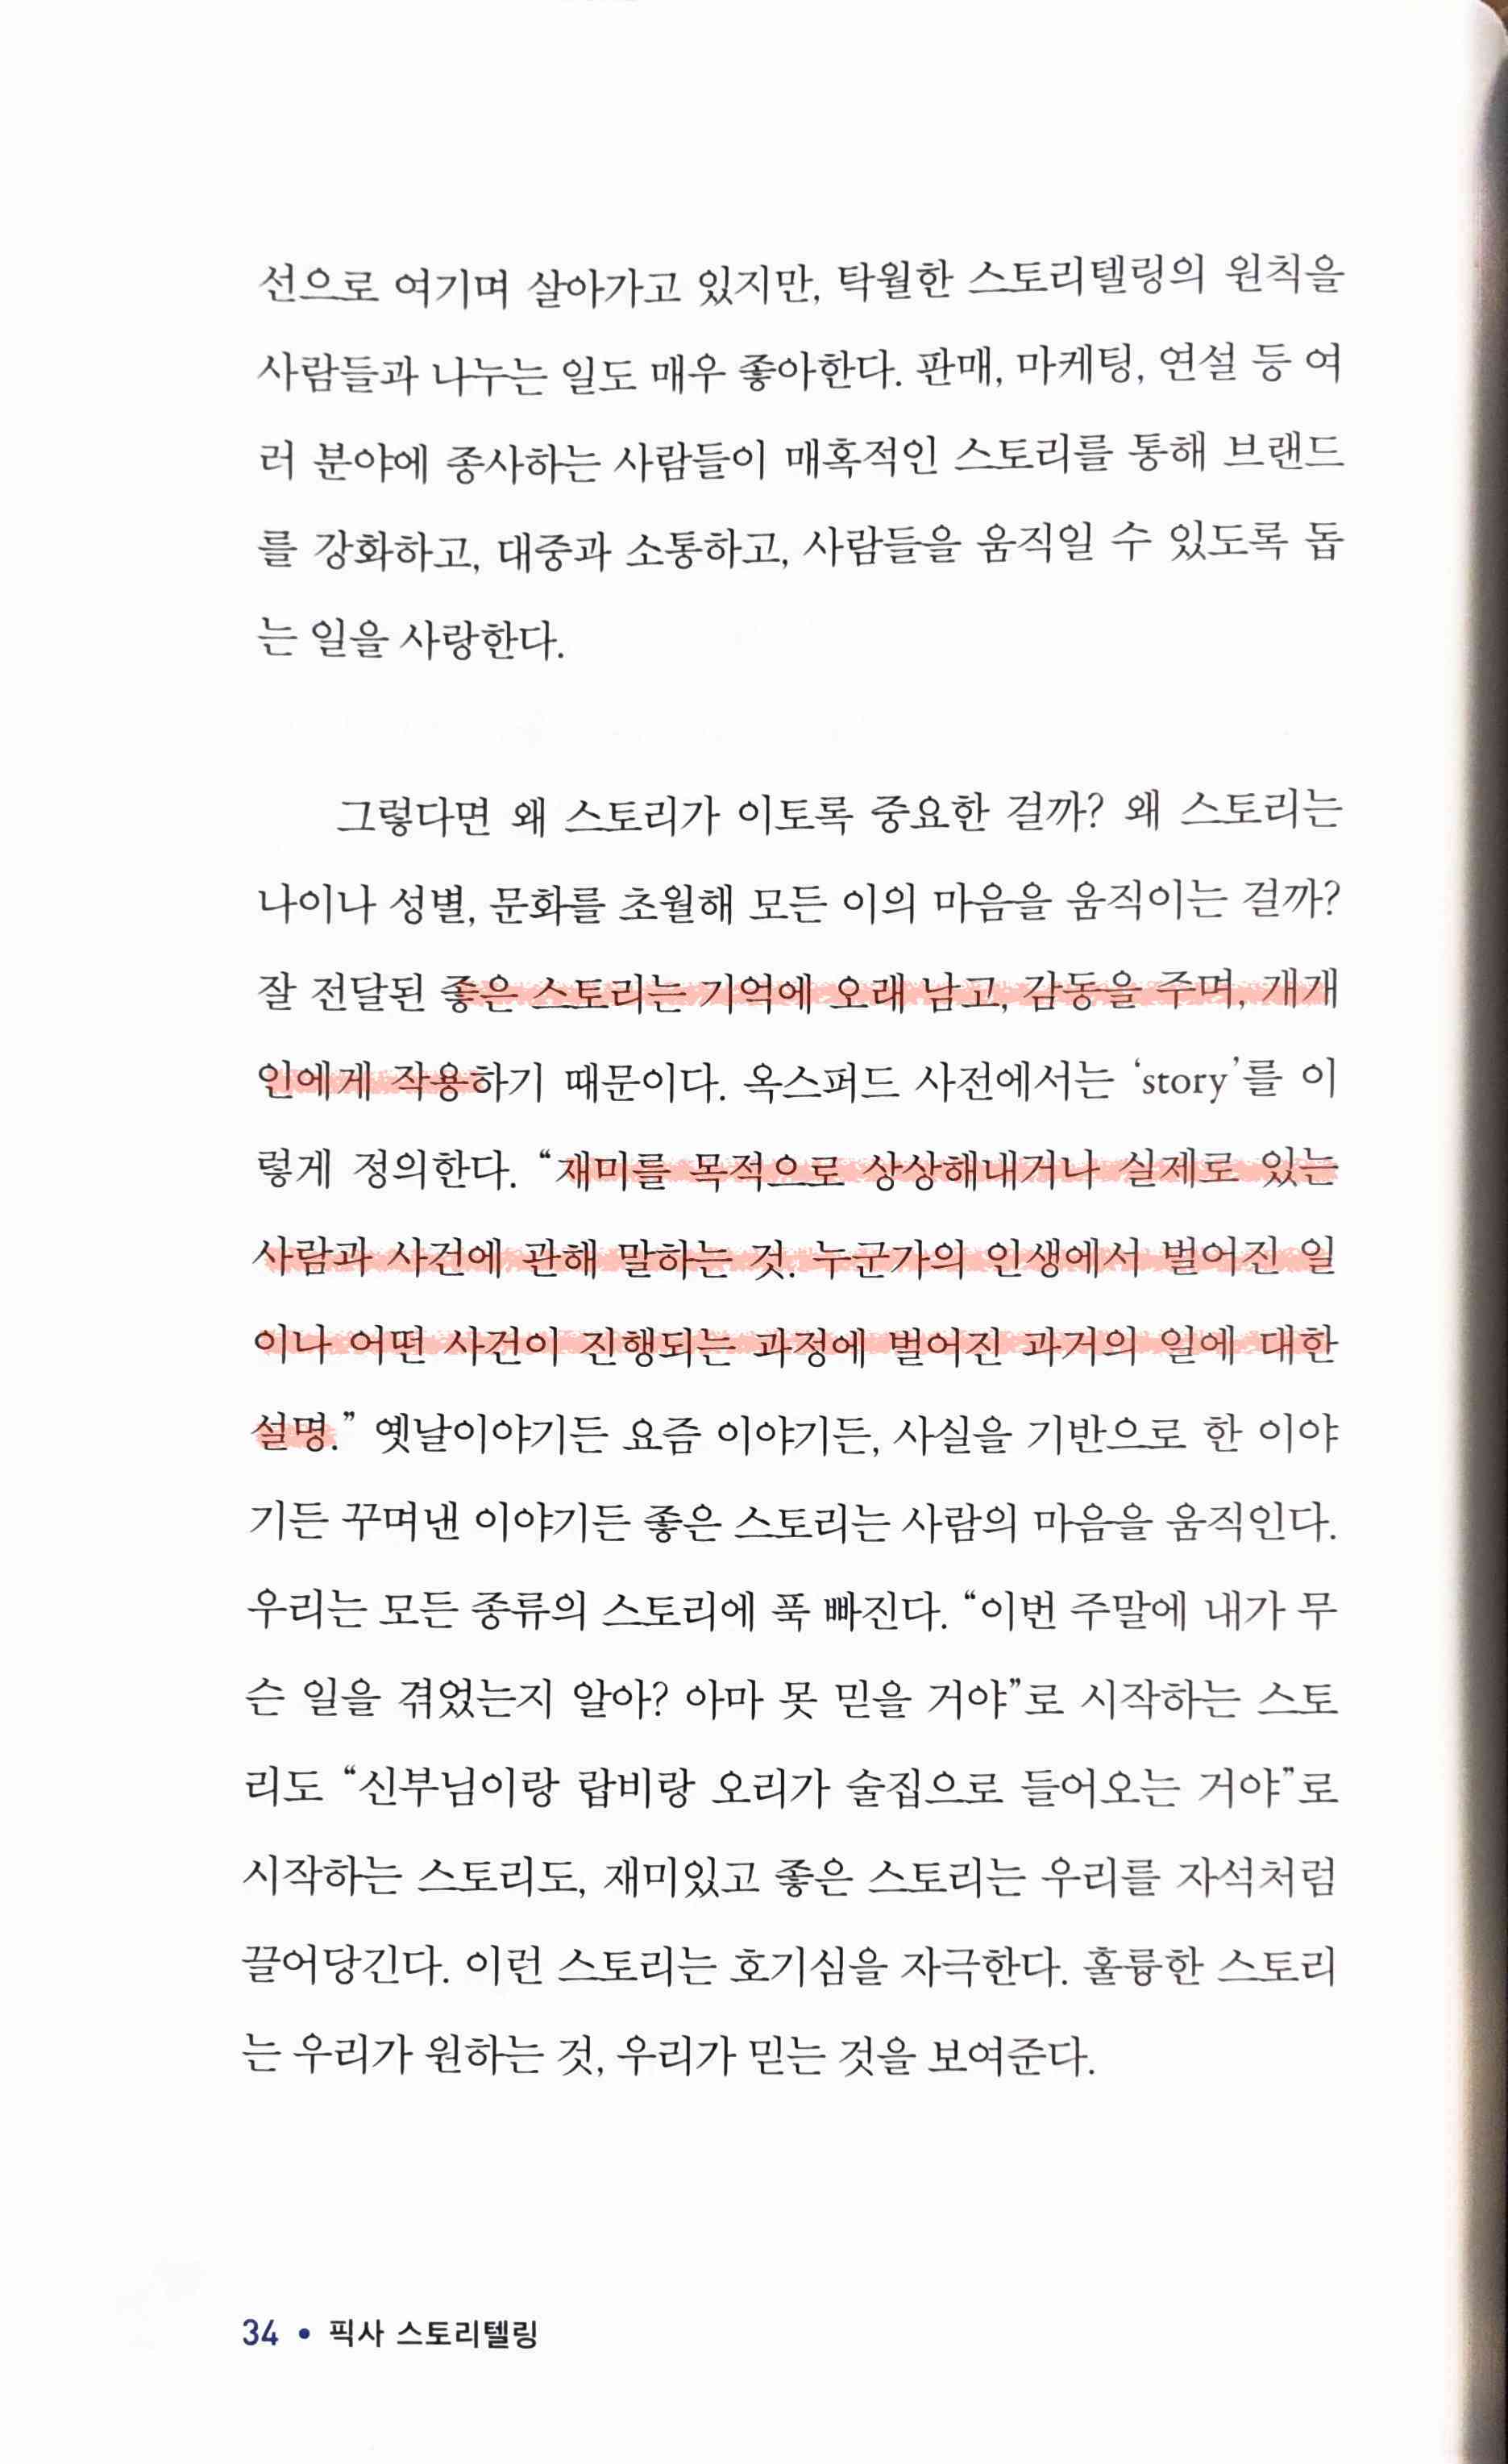 선으로 여기며 살아가고 있지만, 탁월한 스토리텔링의 원칙을
사람들과 나누는 일도 매우 좋아한다. 판매, 마케팅, 연설 등 여
러 분야에 종사하는 사람들이 매혹적인 스토리를 통해 브랜드
를 강화하고, 대중과 소통하고, 사람들을 움직일 수 있도록 돕
는 일을 사랑한다.
그렇다면 왜 스토리가 이토록 중요한 걸까? 왜 스토리는
나이나 성별, 문화를 초월해 모든 이의 마음을 움직이는 걸까?
잘 전달된 좋은 스토리는 기억에 오래 남고, 감동을 주며, 개개
인에게 작용하기 때문이다. 옥스퍼드 사전에서는 ‘story’를 이
렇게 정의한다. “재미를 목적으로 상상해내거나 실제로 있는
사람과 사건에 관해 말하는 것. 누군가의 인생에서 벌어진 일
이나 어떤 사건이 진행되는 과정에 벌어진 과거의 일에 대한
설명.” 옛날이야기든 요즘 이야기든, 사실을 기반으로 한 이야
기든 꾸며낸 이야기든 좋은 스토리는 사람의 마음을 움직인다.
우리는 모든 종류의 스토리에 푹 빠진다. “이번 주말에 내가 무
슨 일을 겪었는지 알아? 아마 못 믿을 거야”로 시작하는 스토
리도 “신부님이랑 랍비랑 오리가 술집으로 들어오는 거야”로
시작하는 스토리도, 재미있고 좋은 스토리는 우리를 자석처럼
끌어당긴다. 이런 스토리는 호기심을 자극한다. 훌륭한 스토리
는 우리가 원하는 것, 우리가 믿는 것을 보여준다.
34 • 픽사 스토리텔링